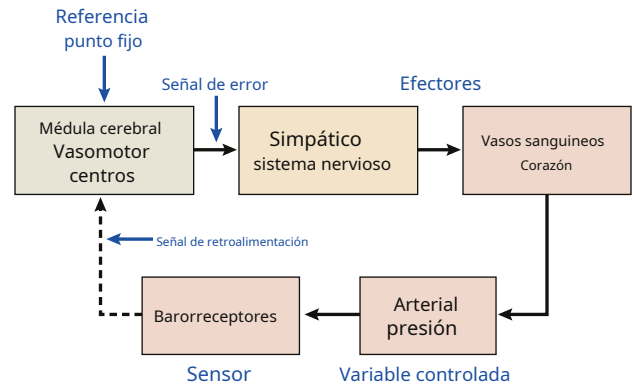 Referencia
punto fijo
Señal de error
Efectores
Médula cerebral
Vasomotor
centros
Simpático
sistema nervioso
Vasos sanguineos
Corazón
Señal de retroalimentación
Barorreceptores
Arterial
presión
Sensor
Variable controlada